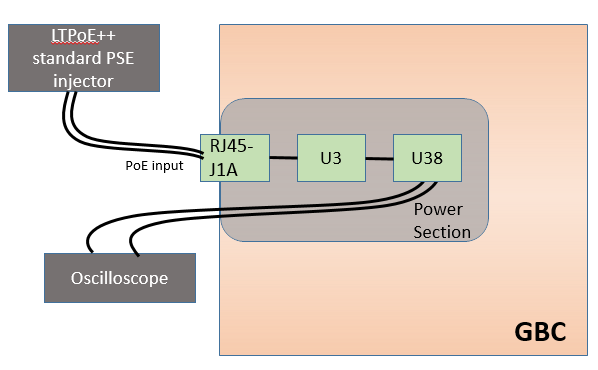 LTPoE++
standard PSE
injector
RJ45-
J1A
U3
U38
PoE input
Power
Section
Oscilloscope
GBC